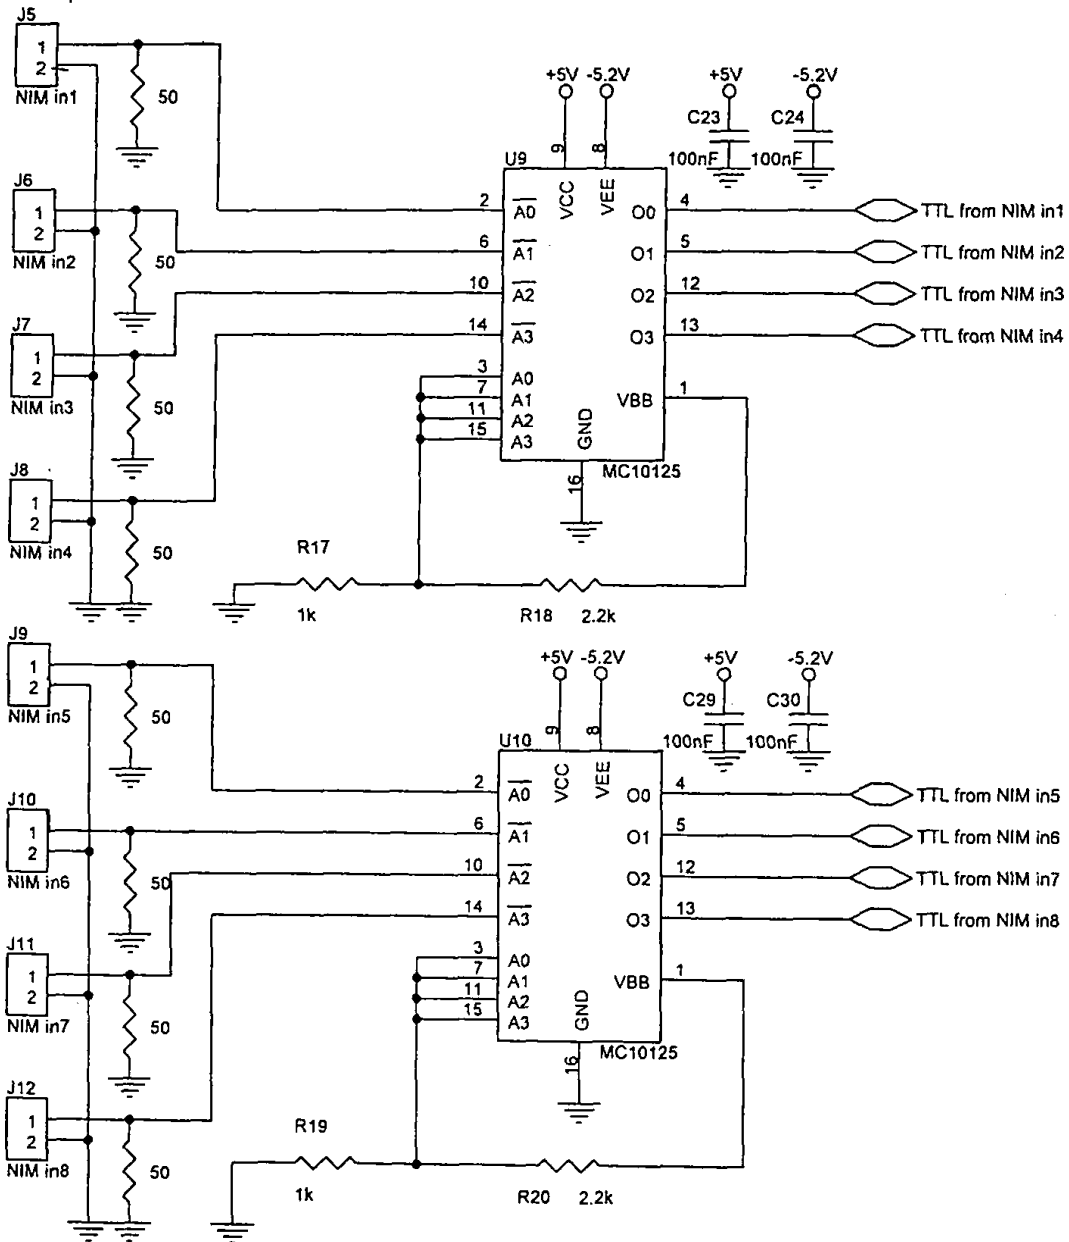 J5
1
2
NIM in1
50
J6
1
2
NIM in2
50
J7
1
2
NIM in3
50
J8
1
2
NIM in4
50
+5V
-5.2V
+5V
-5.2V
C23
100nF
C24
100nF
U9
9
8
VCC
VEE
2
A0
6
A1
10
A2
14
A3
3
A0
7
A1
11
A2
15
A3
O0
4
TTL from NIM in1
O1
5
TTL from NIM in2
O2
12
TTL from NIM in3
O3
13
TTL from NIM in4
VBB
1
GND
16
MC10125
R17
1k
R18
2.2k
J9
1
2
NIM in5
50
J10
1
2
NIM in6
50
J11
1
2
NIM in7
50
J12
1
2
NIM in8
50
+5V
-5.2V
+5V
-5.2V
C29
100nF
C30
100nF
U10
9
8
VCC
VEE
2
A0
6
A1
10
A2
14
A3
3
A0
7
A1
11
A2
15
A3
O0
4
TTL from NIM in5
O1
5
TTL from NIM in6
O2
12
TTL from NIM in7
O3
13
TTL from NIM in8
VBB
1
GND
16
MC10125
R19
1k
R20
2.2k